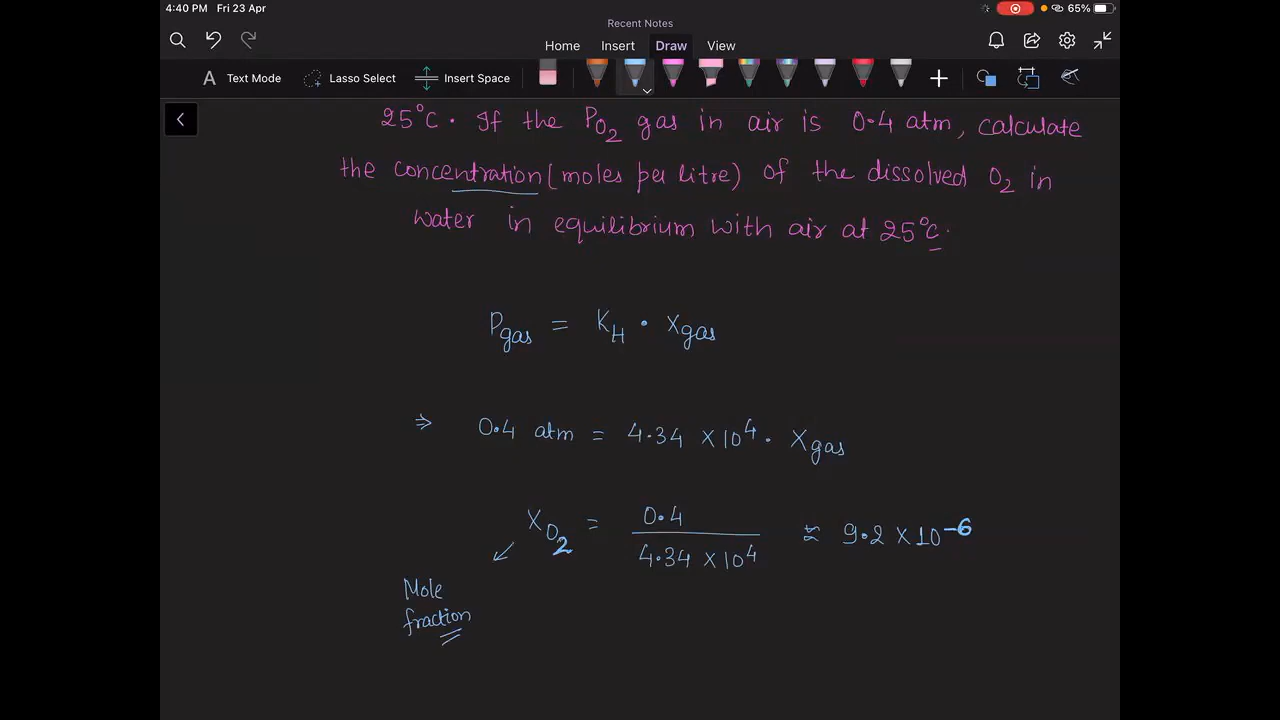 4:40 PM Fri 23 Apr
65%
Recent Notes
Home Insert Draw View
Text Mode Lasso Select Insert Space
25°C. If the P_O2 gas in air is 0.4 atm, calculate
the concentration (moles per litre) of the dissolved O2 in
water in equilibrium with air at 25°C.
Pgas = KH · Xgas
⇒ 0.4 atm = 4.34 × 10^4 · Xgas
X_O2 = 0.4 / 4.34 × 10^4 ≈ 9.2 × 10^-6
Mole
fraction